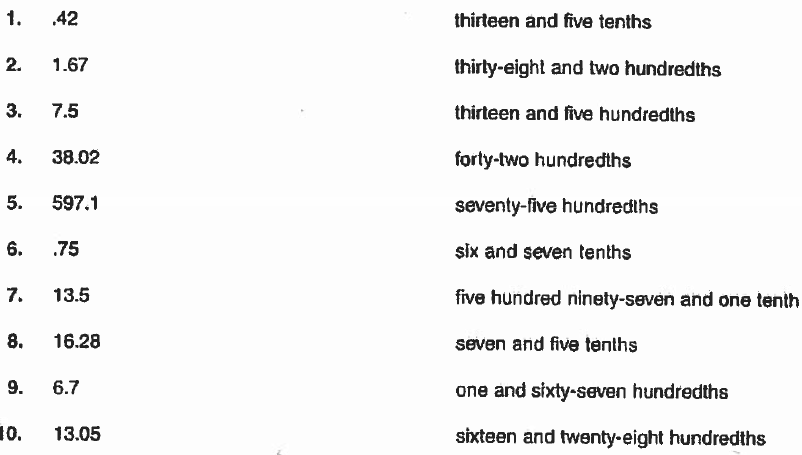 1. .42 thirteen and five tenths
2. 1.67 thirty-eight and two hundredths
3. 7.5 thirteen and five hundredths
4. 38.02 forty-two hundredths
5. 597.1 seventy-five hundredths
6. .75 six and seven tenths
7. 13.5 five hundred ninety-seven and one tenth
8. 16.28 seven and five tenths
9. 6.7 one and sixty-seven hundredths
10. 13.05 sixteen and twenty-eight hundredths